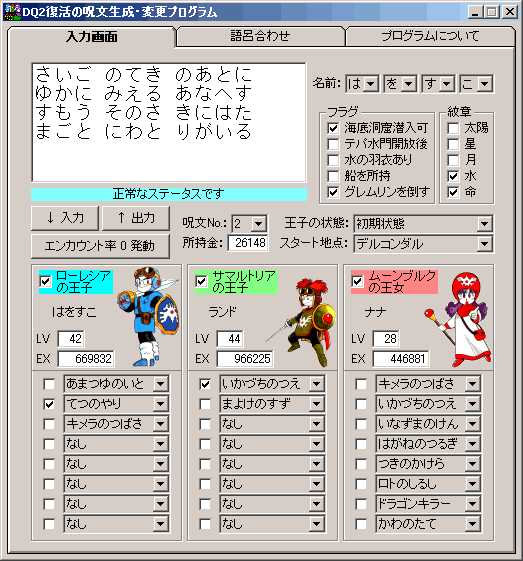 DQ2復活の呪文生成・変更プログラム
入力画面 語呂合わせ プログラムについて
さいご のてき のあとに
ゆかに みえる あなへす
すもう そのさ きにはた
まごと にわと りがいる
正常なステータスです
名前: は を す こ
フラグ 紋章
海底洞窟潜入可 太陽
テパ水門開放後 星
水の羽衣あり 月
船を所持 水
グレムリンを倒す 命
↓ 入力 ↑ 出力 呪文No.: 2 王子の状態: 初期状態
エンカウント率 0 発動 所持金: 26148 スタート地点: デルコンダル
ローレシアの王子 サマルトリアの王子 ムーンブルクの王女
はをすこ ランド ナナ
LV 42 LV 44 LV 28
EX 669832 EX 966225 EX 446881
あまつゆのいと いかづちのつえ キメラのつばさ
てつのやり まよけのすず いかづちのつえ
キメラのつばさ なし いなずまのけん
なし なし はがねのつるぎ
なし なし つきのかけら
なし なし ロトのしるし
なし なし ドラゴンキラー
なし なし かわのたて